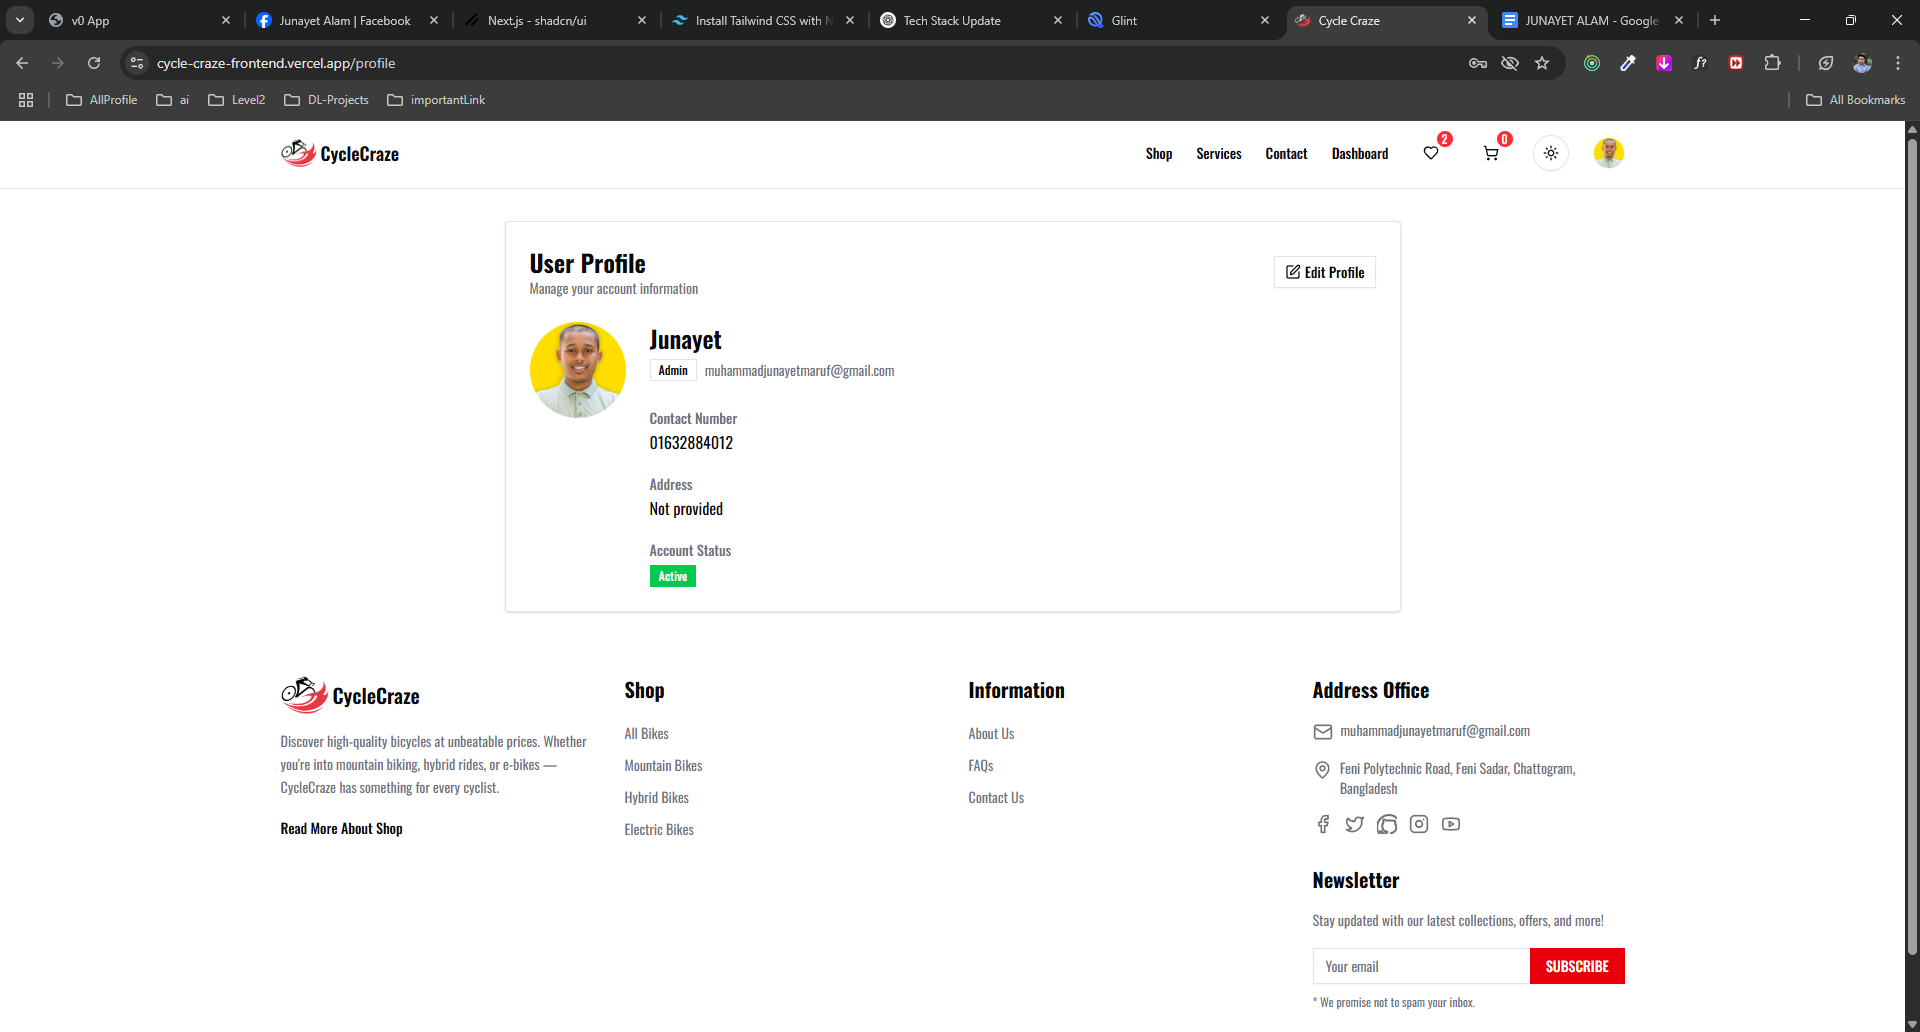 v0 App
Junayet Alam | Facebook
Next.js - shadcn/ui
Install Tailwind CSS with N
Tech Stack Update
Glint
Cycle Craze
JUNAYET ALAM - Google
cycle-craze-frontend.vercel.app/profile
f?
AllProfile
ai
Level2
DL-Projects
importantLink
All Bookmarks
CycleCraze
Shop
Services
Contact
Dashboard
2
0
User Profile
Manage your account information
Edit Profile
Junayet
Admin
muhammadjunayetmaruf@gmail.com
Contact Number
01632884012
Address
Not provided
Account Status
Active
CycleCraze
Discover high-quality bicycles at unbeatable prices. Whether
you're into mountain biking, hybrid rides, or e-bikes —
CycleCraze has something for every cyclist.
Read More About Shop
Shop
All Bikes
Mountain Bikes
Hybrid Bikes
Electric Bikes
Information
About Us
FAQs
Contact Us
Address Office
muhammadjunayetmaruf@gmail.com
Feni Polytechnic Road, Feni Sadar, Chattogram,
Bangladesh
Newsletter
Stay updated with our latest collections, offers, and more!
Your email
SUBSCRIBE
* We promise not to spam your inbox.